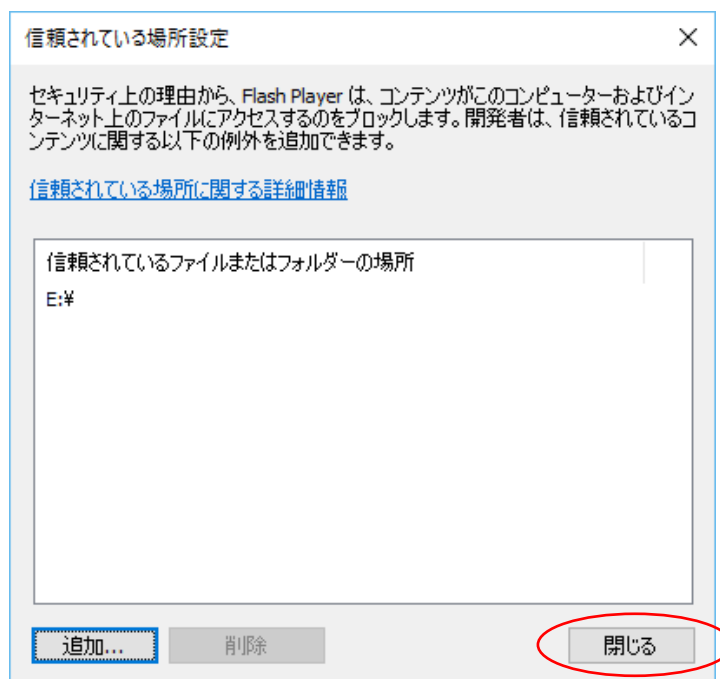 信頼されている場所設定
セキュリティ上の理由から、Flash Player は、コンテンツがこのコンピューターおよびイン
ターネット上のファイルにアクセスするのをブロックします。開発者は、信頼されているコ
ンテンツに関する以下の例外を追加できます。
信頼されている場所に関する詳細情報
信頼されているファイルまたはフォルダーの場所
E:¥
追加...
削除
閉じる